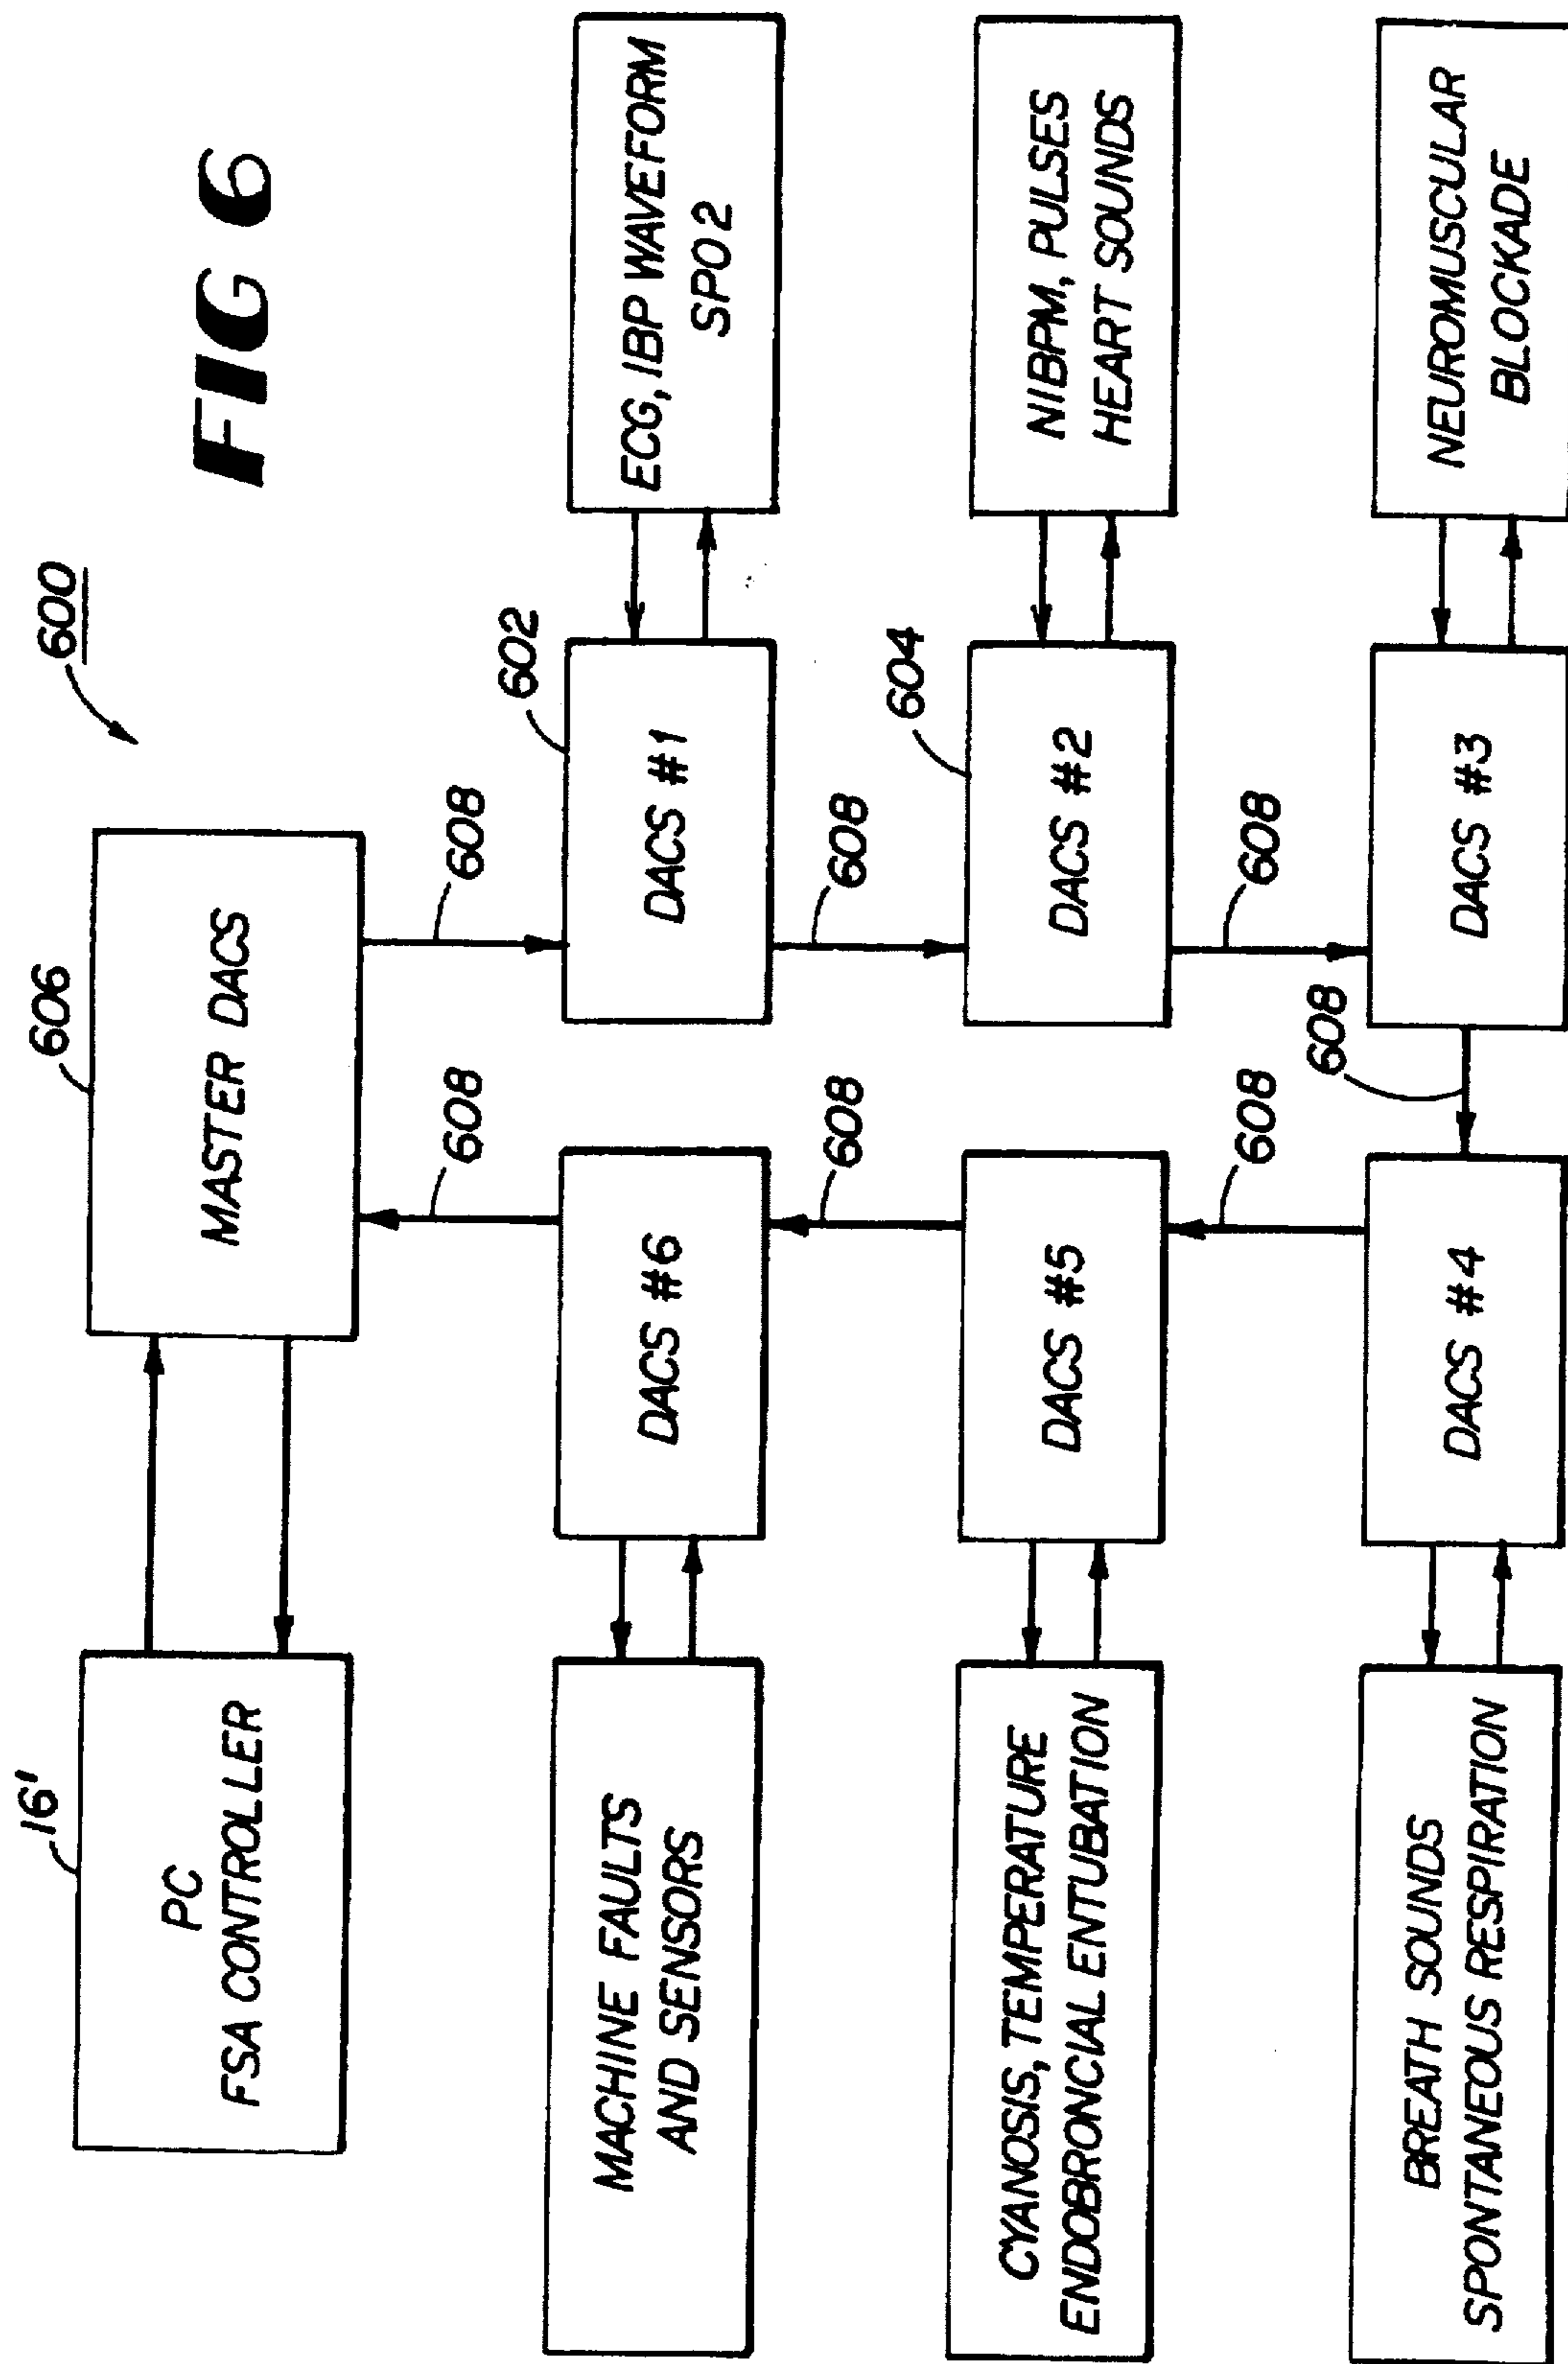 FIG 6
600
16'
606
PC
FSA CONTROLLER
MASTER DACS
608
608
602
MACHINE FAULTS
AND SENSORS
DACS #6
DACS #1
ECG, IBP WAVEFORM
SPO2
608
608
604
CYANOSIS, TEMPERATURE
ENDOBRONCIAL ENTUBATION
DACS #5
DACS #2
NIBPM, PULSES
HEART SOUNDS
608
608
608
BREATH SOUNDS
SPONTANEOUS RESPIRATION
DACS #4
DACS #3
NEUROMUSCULAR
BLOCKADE